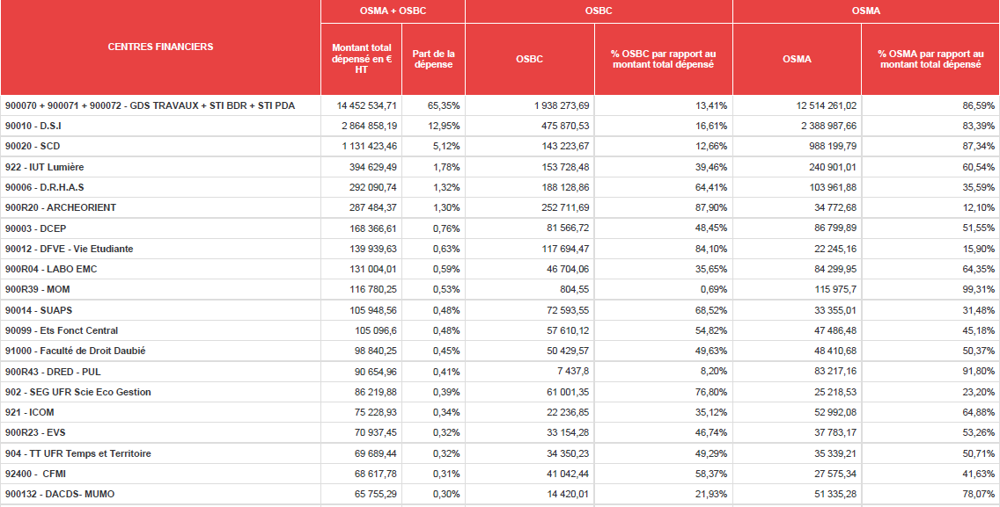 OSMA + OSBC OSBC OSMA
CENTRES FINANCIERS
Montant total
dépensé en €
HT
Part de la
dépense
OSBC
% OSBC par rapport au
montant total dépensé
OSMA
% OSMA par rapport au
montant total dépensé
900070 + 900071 + 900072 - GDS TRAVAUX + STI BDR + STI PDA 14 452 534,71 65,35% 1 938 273,69 13,41% 12 514 261,02 86,59%
90010 - D.S.I 2 864 858,19 12,95% 475 870,53 16,61% 2 388 987,66 83,39%
90020 - SCD 1 131 423,46 5,12% 143 223,67 12,66% 988 199,79 87,34%
922 - IUT Lumière 394 629,49 1,78% 153 728,48 39,46% 240 901,01 60,54%
90006 - D.R.H.A.S 292 090,74 1,32% 188 128,86 64,41% 103 961,88 35,59%
900R20 - ARCHEORIENT 287 484,37 1,30% 252 711,69 87,90% 34 772,68 12,10%
90003 - DCEP 168 366,61 0,76% 81 566,72 48,45% 86 799,89 51,55%
90012 - DFVE - Vie Etudiante 139 939,63 0,63% 117 694,47 84,10% 22 245,16 15,90%
900R04 - LABO EMC 131 004,01 0,59% 46 704,06 35,65% 84 299,95 64,35%
900R39 - MOM 116 780,25 0,53% 804,55 0,69% 115 975,7 99,31%
90014 - SUAPS 105 948,56 0,48% 72 593,55 68,52% 33 355,01 31,48%
90099 - Ets Fonct Central 105 096,6 0,48% 57 610,12 54,82% 47 486,48 45,18%
91000 - Faculté de Droit Daubié 98 840,25 0,45% 50 429,57 49,63% 48 410,68 50,37%
900R43 - DRED - PUL 90 654,96 0,41% 7 437,8 8,20% 83 217,16 91,80%
902 - SEG UFR Scie Eco Gestion 86 219,88 0,39% 61 001,35 76,80% 25 218,53 23,20%
921 - ICOM 75 228,93 0,34% 22 236,85 35,12% 52 992,08 64,88%
900R23 - EVS 70 937,45 0,32% 33 154,28 46,74% 37 783,17 53,26%
904 - TT UFR Temps et Territoire 69 689,44 0,32% 34 350,23 49,29% 35 339,21 50,71%
92400 - CFMI 68 617,78 0,31% 41 042,44 58,37% 27 575,34 41,63%
900132 - DACDS- MUMO 65 755,29 0,30% 14 420,01 21,93% 51 335,28 78,07%